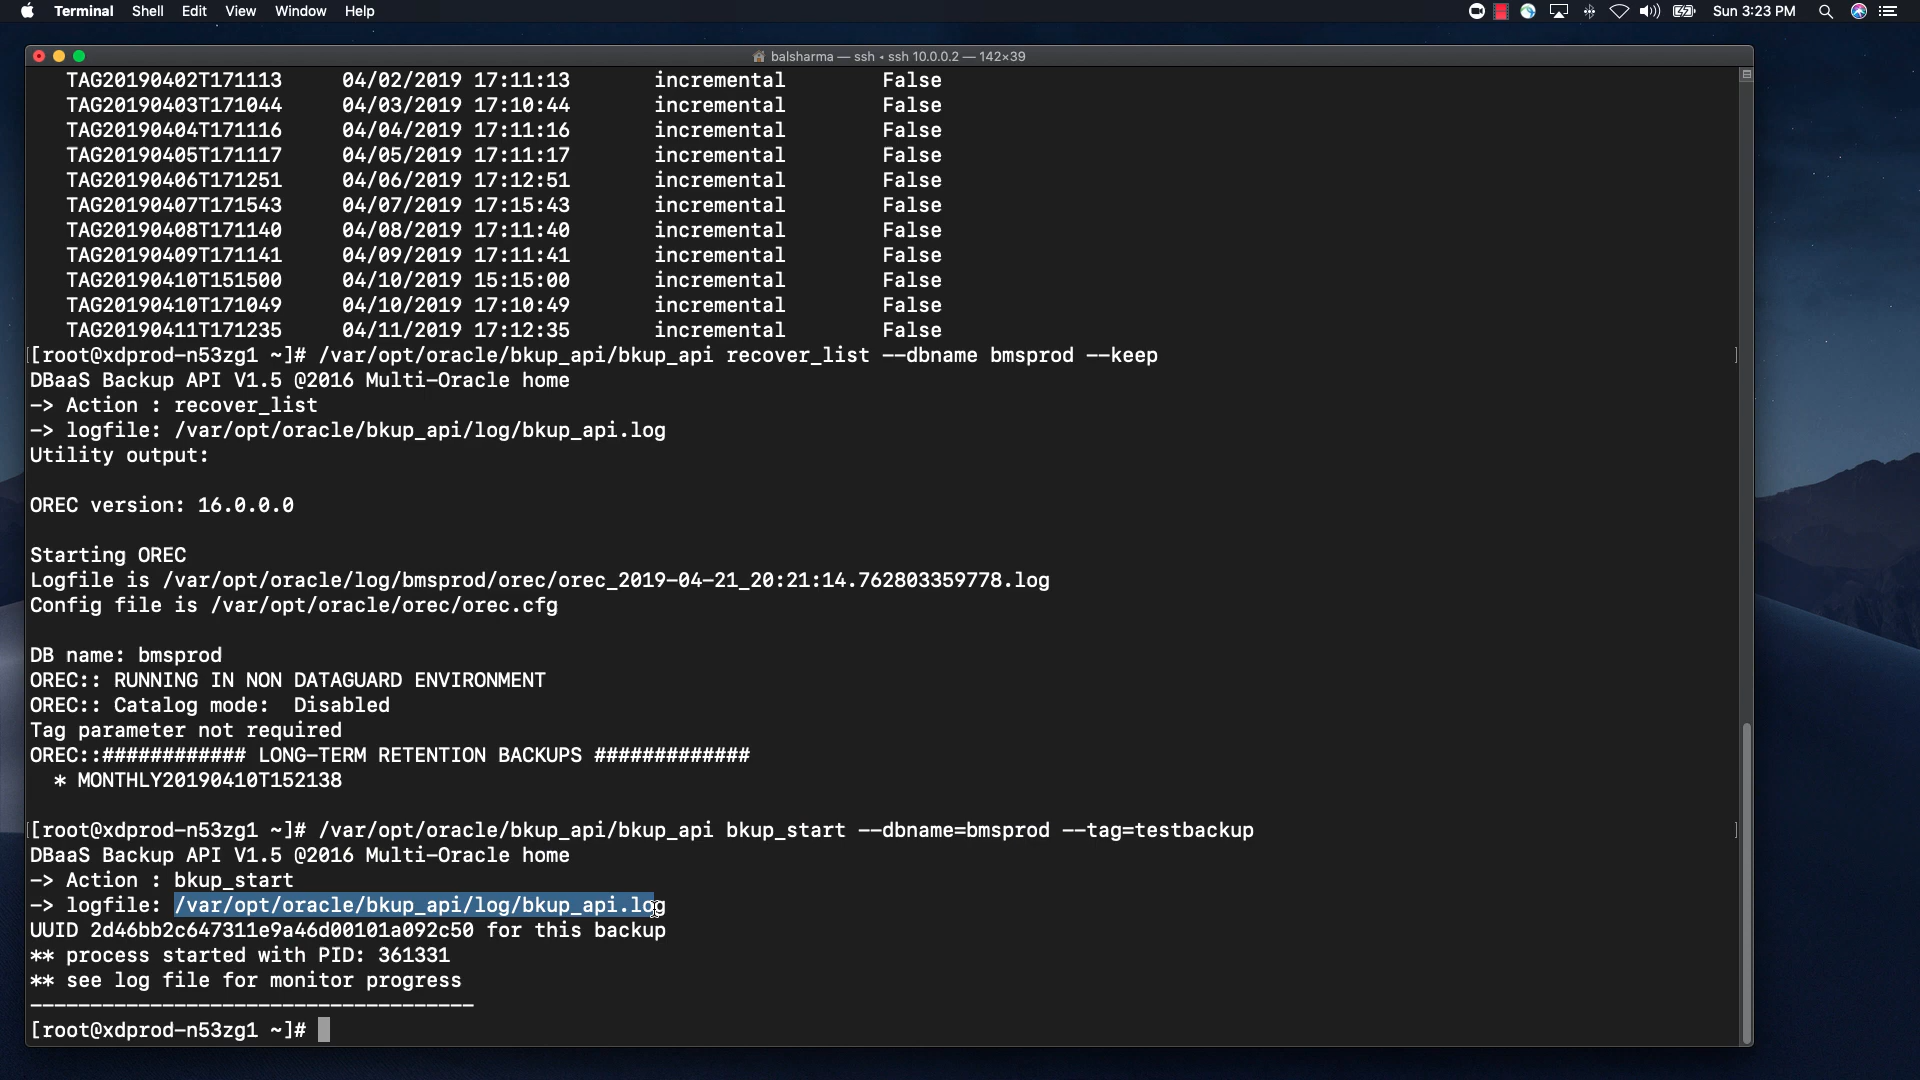 Terminal Shell Edit View Window Help Sun 3:23 PM
balsharma — ssh ‹ ssh 10.0.0.2 — 142×39
TAG20190402T171113 04/02/2019 17:11:13 incremental False
TAG20190403T171044 04/03/2019 17:10:44 incremental False
TAG20190404T171116 04/04/2019 17:11:16 incremental False
TAG20190405T171117 04/05/2019 17:11:17 incremental False
TAG20190406T171251 04/06/2019 17:12:51 incremental False
TAG20190407T171543 04/07/2019 17:15:43 incremental False
TAG20190408T171140 04/08/2019 17:11:40 incremental False
TAG20190409T171141 04/09/2019 17:11:41 incremental False
TAG20190410T151500 04/10/2019 15:15:00 incremental False
TAG20190410T171049 04/10/2019 17:10:49 incremental False
TAG20190411T171235 04/11/2019 17:12:35 incremental False
[[root@xdprod-n53zg1 ~]# /var/opt/oracle/bkup_api/bkup_api recover_list --dbname bmsprod --keep ]
DBaaS Backup API V1.5 @2016 Multi-Oracle home
-> Action : recover_list
-> logfile: /var/opt/oracle/bkup_api/log/bkup_api.log
Utility output:
OREC version: 16.0.0.0
Starting OREC
Logfile is /var/opt/oracle/log/bmsprod/orec/orec_2019-04-21_20:21:14.762803359778.log
Config file is /var/opt/oracle/orec/orec.cfg
DB name: bmsprod
OREC:: RUNNING IN NON DATAGUARD ENVIRONMENT
OREC:: Catalog mode:  Disabled
Tag parameter not required
OREC::############ LONG-TERM RETENTION BACKUPS #############
* MONTHLY20190410T152138
[[root@xdprod-n53zg1 ~]# /var/opt/oracle/bkup_api/bkup_api bkup_start --dbname=bmsprod --tag=testbackup ]
DBaaS Backup API V1.5 @2016 Multi-Oracle home
-> Action : bkup_start
-> logfile: /var/opt/oracle/bkup_api/log/bkup_api.log
UUID 2d46bb2c647311e9a46d00101a092c50 for this backup
** process started with PID: 361331
** see log file for monitor progress
-------------------------------------
[root@xdprod-n53zg1 ~]#